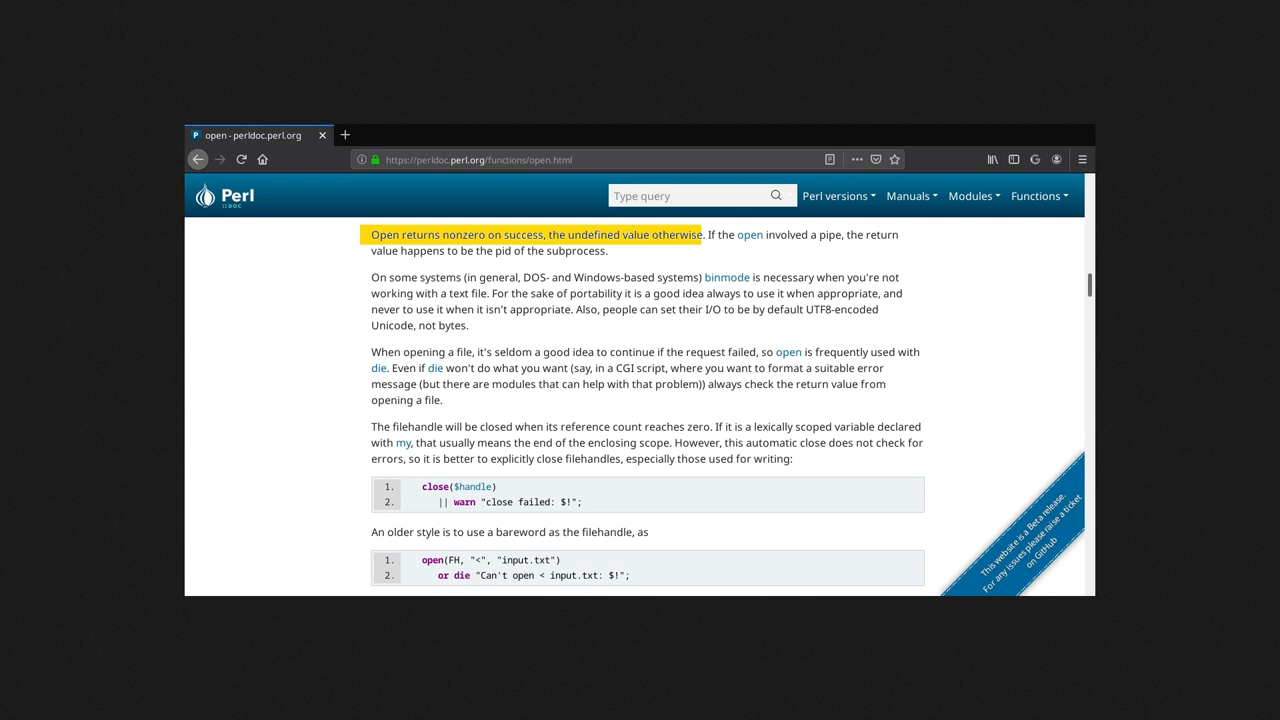 open - perldoc.perl.org
https://perldoc.perl.org/functions/open.html
Perl
::DOC
Type query
Perl versions
Manuals
Modules
Functions
Open returns nonzero on success, the undefined value otherwise. If the open involved a pipe, the return
value happens to be the pid of the subprocess.
On some systems (in general, DOS- and Windows-based systems) binmode is necessary when you're not
working with a text file. For the sake of portability it is a good idea always to use it when appropriate, and
never to use it when it isn't appropriate. Also, people can set their I/O to be by default UTF8-encoded
Unicode, not bytes.
When opening a file, it's seldom a good idea to continue if the request failed, so open is frequently used with
die. Even if die won't do what you want (say, in a CGI script, where you want to format a suitable error
message (but there are modules that can help with that problem)) always check the return value from
opening a file.
The filehandle will be closed when its reference count reaches zero. If it is a lexically scoped variable declared
with my, that usually means the end of the enclosing scope. However, this automatic close does not check for
errors, so it is better to explicitly close filehandles, especially those used for writing:
1. close($handle)
2. || warn "close failed: $!";
An older style is to use a bareword as the filehandle, as
1. open(FH, "<", "input.txt")
2. or die "Can't open < input.txt: $!";
This website is a Beta release.
For any issues please raise a ticket
on GitHub